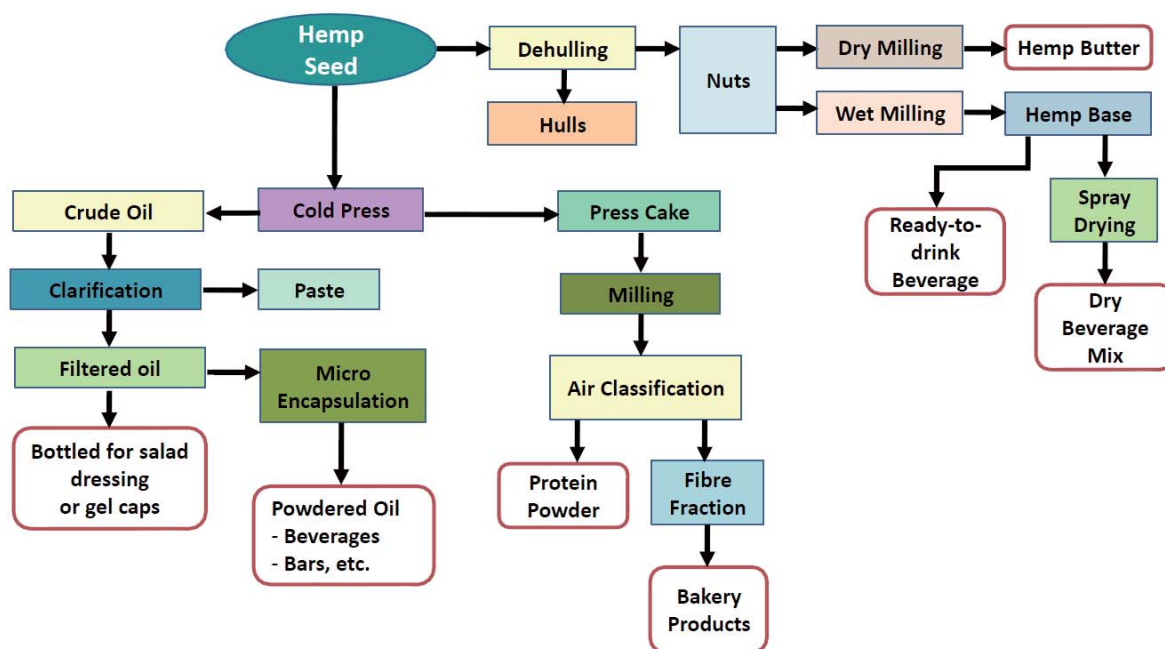 Hemp
Seed
Dehulling
Hulls
Nuts
Dry Milling
Hemp Butter
Wet Milling
Hemp Base
Ready-to-
drink
Beverage
Spray
Drying
Dry
Beverage
Mix
Cold Press
Crude Oil
Clarification
Paste
Filtered oil
Micro
Encapsulation
Bottled for salad
dressing
or gel caps
Powdered Oil
- Beverages
- Bars, etc.
Press Cake
Milling
Air Classification
Protein
Powder
Fibre
Fraction
Bakery
Products